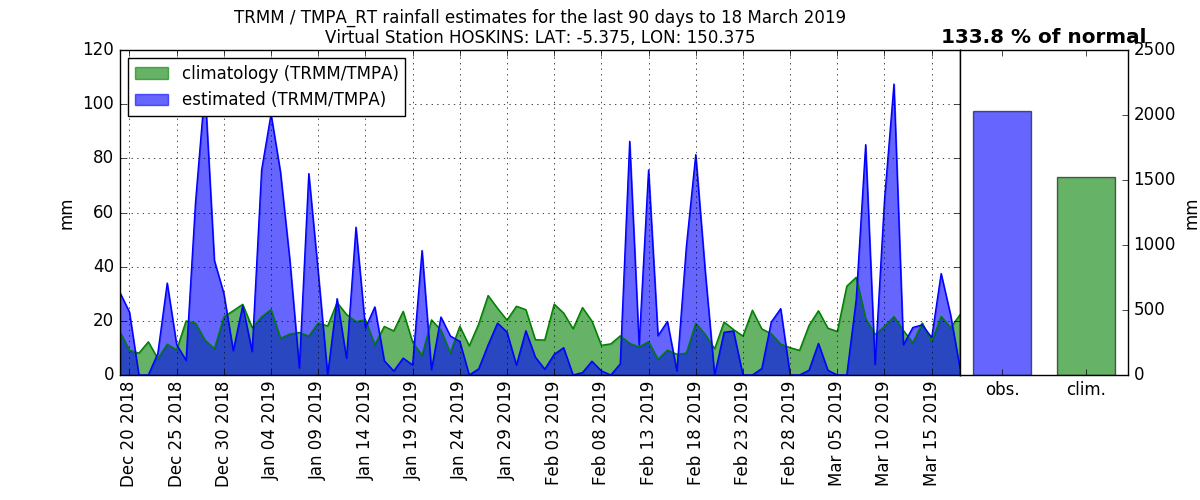 TRMM / TMPA_RT rainfall estimates for the last 90 days to 18 March 2019
Virtual Station HOSKINS: LAT: -5.375, LON: 150.375
133.8 % of normal
climatology (TRMM/TMPA)
estimated (TRMM/TMPA)
mm
120
100
80
60
40
20
0
Dec 20 2018
Dec 25 2018
Dec 30 2018
Jan 04 2019
Jan 09 2019
Jan 14 2019
Jan 19 2019
Jan 24 2019
Jan 29 2019
Feb 03 2019
Feb 08 2019
Feb 13 2019
Feb 18 2019
Feb 23 2019
Feb 28 2019
Mar 05 2019
Mar 10 2019
Mar 15 2019
obs.
clim.
2500
2000
1500
1000
500
0
mm